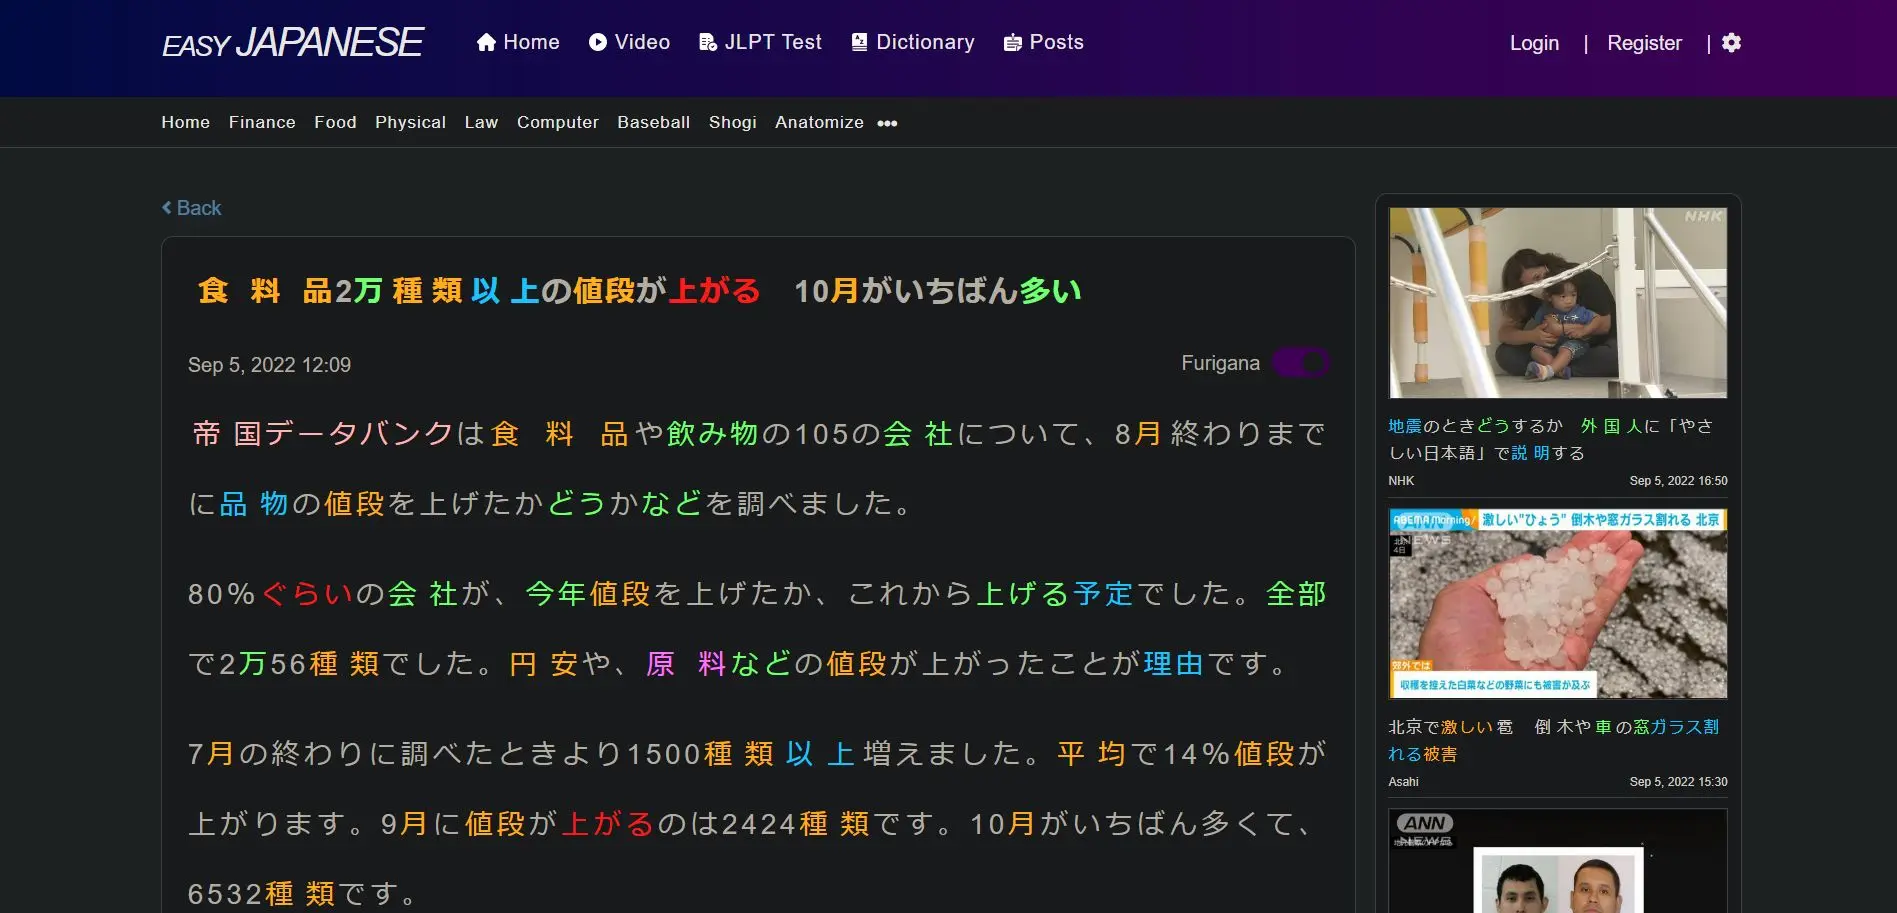 EASY JAPANESE
Home
Video
JLPT Test
Dictionary
Posts
Login | Register |
Home Finance Food Physical Law Computer Baseball Shogi Anatomize •••
Back
食料品2万種類以上の値段が上がる　10月がいちばん多い
Sep 5, 2022 12:09
Furigana
帝国データバンクは食料品や飲み物の105の会社について、8月終わりまで
に品物の値段を上げたかどうかなどを調べました。
80％ぐらいの会社が、今年値段を上げたか、これから上げる予定でした。全部
で2万56種類でした。円安や、原料などの値段が上がったことが理由です。
7月の終わりに調べたときより1500種類以上増えました。平均で14％値段が
上がります。9月に値段が上がるのは2424種類です。10月がいちばん多くて、
6532種類です。
NHK
地震のときどうするか　外国人に「やさ
しい日本語」で説明する
NHK
Sep 5, 2022 16:50
ABEMA Morning/
激しい"ひょう" 倒木や窓ガラス割れる 北京
ANN
NEWS
4日
郊外では
収穫を控えた白菜などの野菜にも被害が及ぶ
北京で激しい雹　倒木や車の窓ガラス割
れる被害
Asahi
Sep 5, 2022 15:30
ANN
NEWS